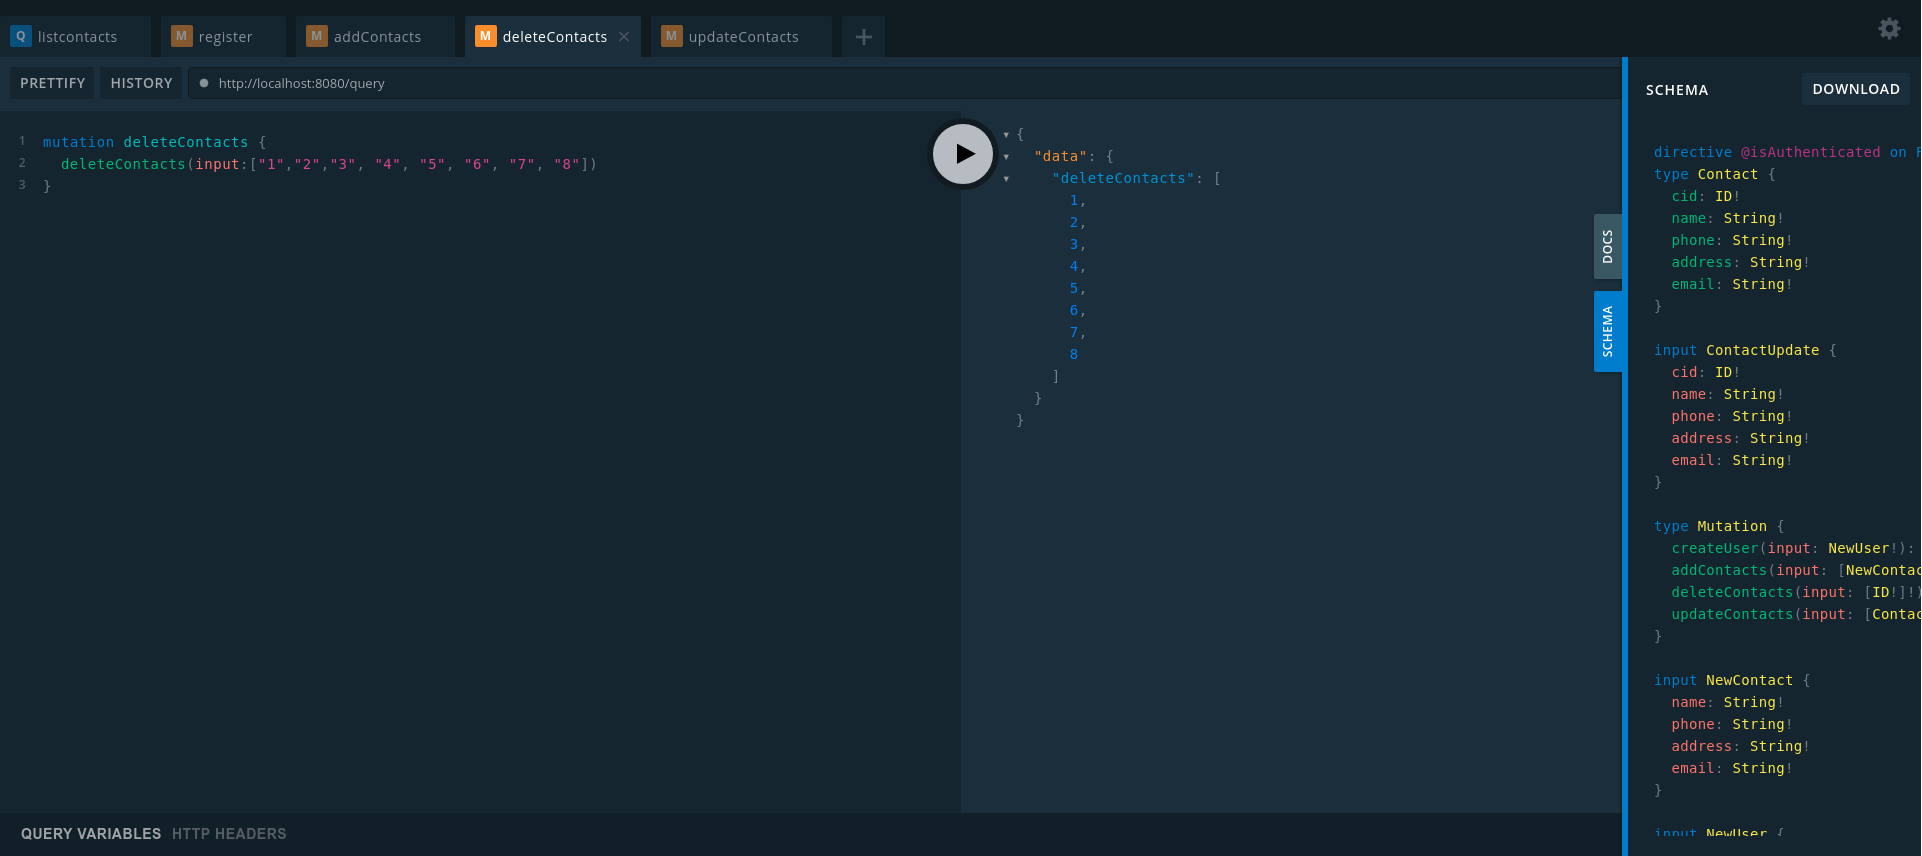 Q listcontacts M register M addContacts M deleteContacts × M updateContacts +
PRETTIFY HISTORY http://localhost:8080/query
1 mutation deleteContacts {
2 deleteContacts(input:["1","2","3", "4", "5", "6", "7", "8"])
3 }
{
"data": {
"deleteContacts": [
1,
2,
3,
4,
5,
6,
7,
8
]
}
}
DOCS
SCHEMA
SCHEMA DOWNLOAD
directive @isAuthenticated on
type Contact {
cid: ID!
name: String!
phone: String!
address: String!
email: String!
}
input ContactUpdate {
cid: ID!
name: String!
phone: String!
address: String!
email: String!
}
type Mutation {
createUser(input: NewUser!):
addContacts(input: [NewContac
deleteContacts(input: [ID!]!)
updateContacts(input: [Contac
}
input NewContact {
name: String!
phone: String!
address: String!
email: String!
}
input NewUser {
QUERY VARIABLES HTTP HEADERS